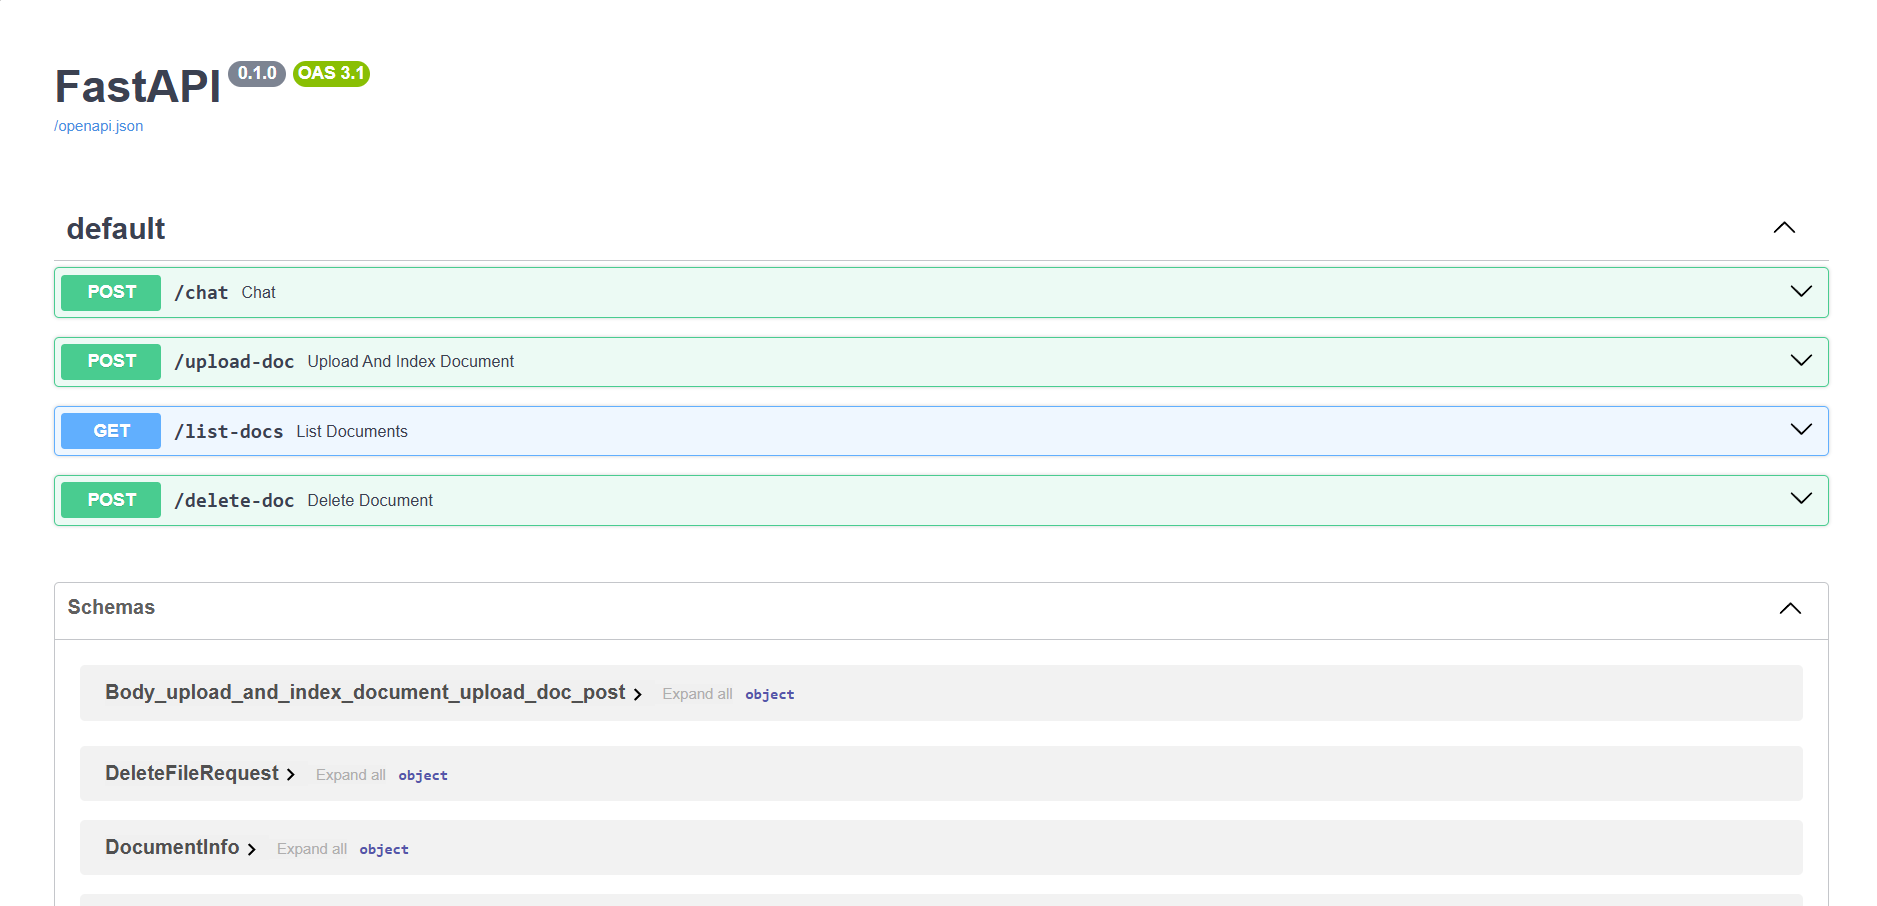 FastAPI 0.1.0 OAS 3.1
/openapi.json
default
POST /chat Chat
POST /upload-doc Upload And Index Document
GET /list-docs List Documents
POST /delete-doc Delete Document
Schemas
Body_upload_and_index_document_upload_doc_post Expand all object
DeleteFileRequest Expand all object
DocumentInfo Expand all object